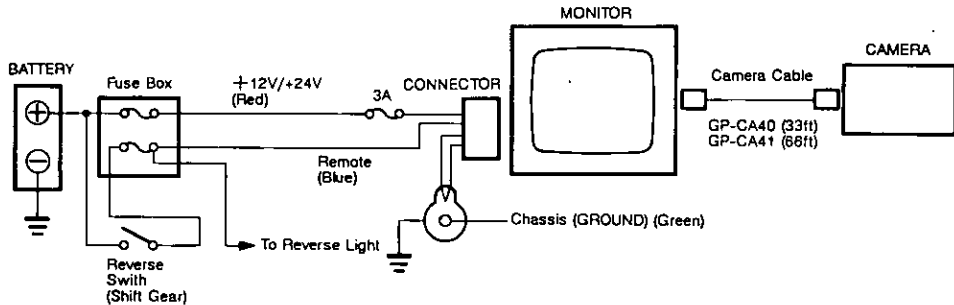 MONITOR
CAMERA
BATTERY
Fuse Box
+12V/+24V
(Red)
3A
CONNECTOR
Camera Cable
GP-CA40 (33ft)
GP-CA41 (66ft)
Remote
(Blue)
Chassis (GROUND) (Green)
To Reverse Light
Reverse
Swith
(Shift Gear)